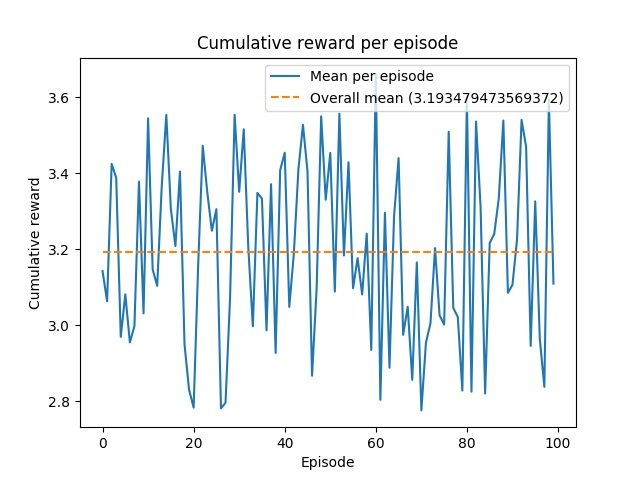 Cumulative reward per episode
Mean per episode
Overall mean (3.193479473569372)
3.6
3.4
3.2
3.0
2.8
Cumulative reward
0 20 40 60 80 100
Episode